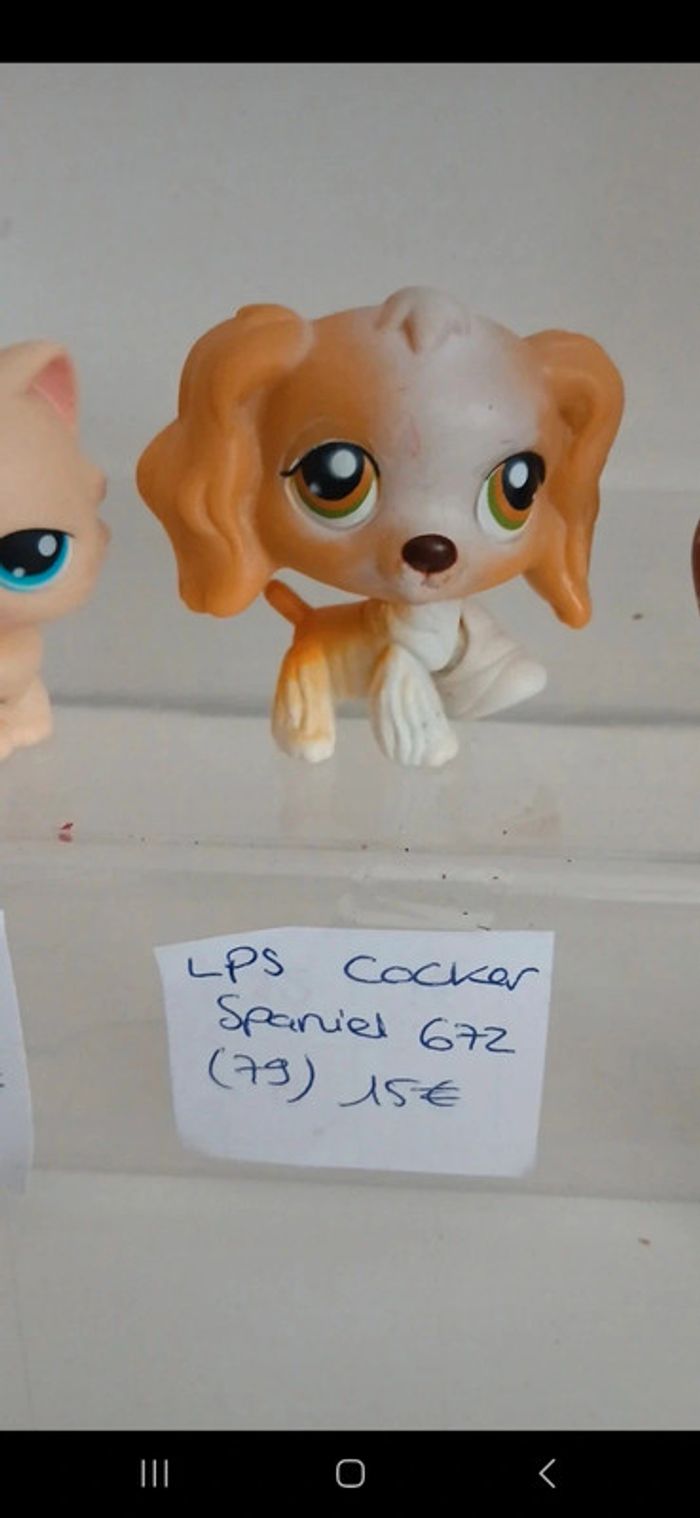 LPS Cocker
Spaniel 672
(79) 15€